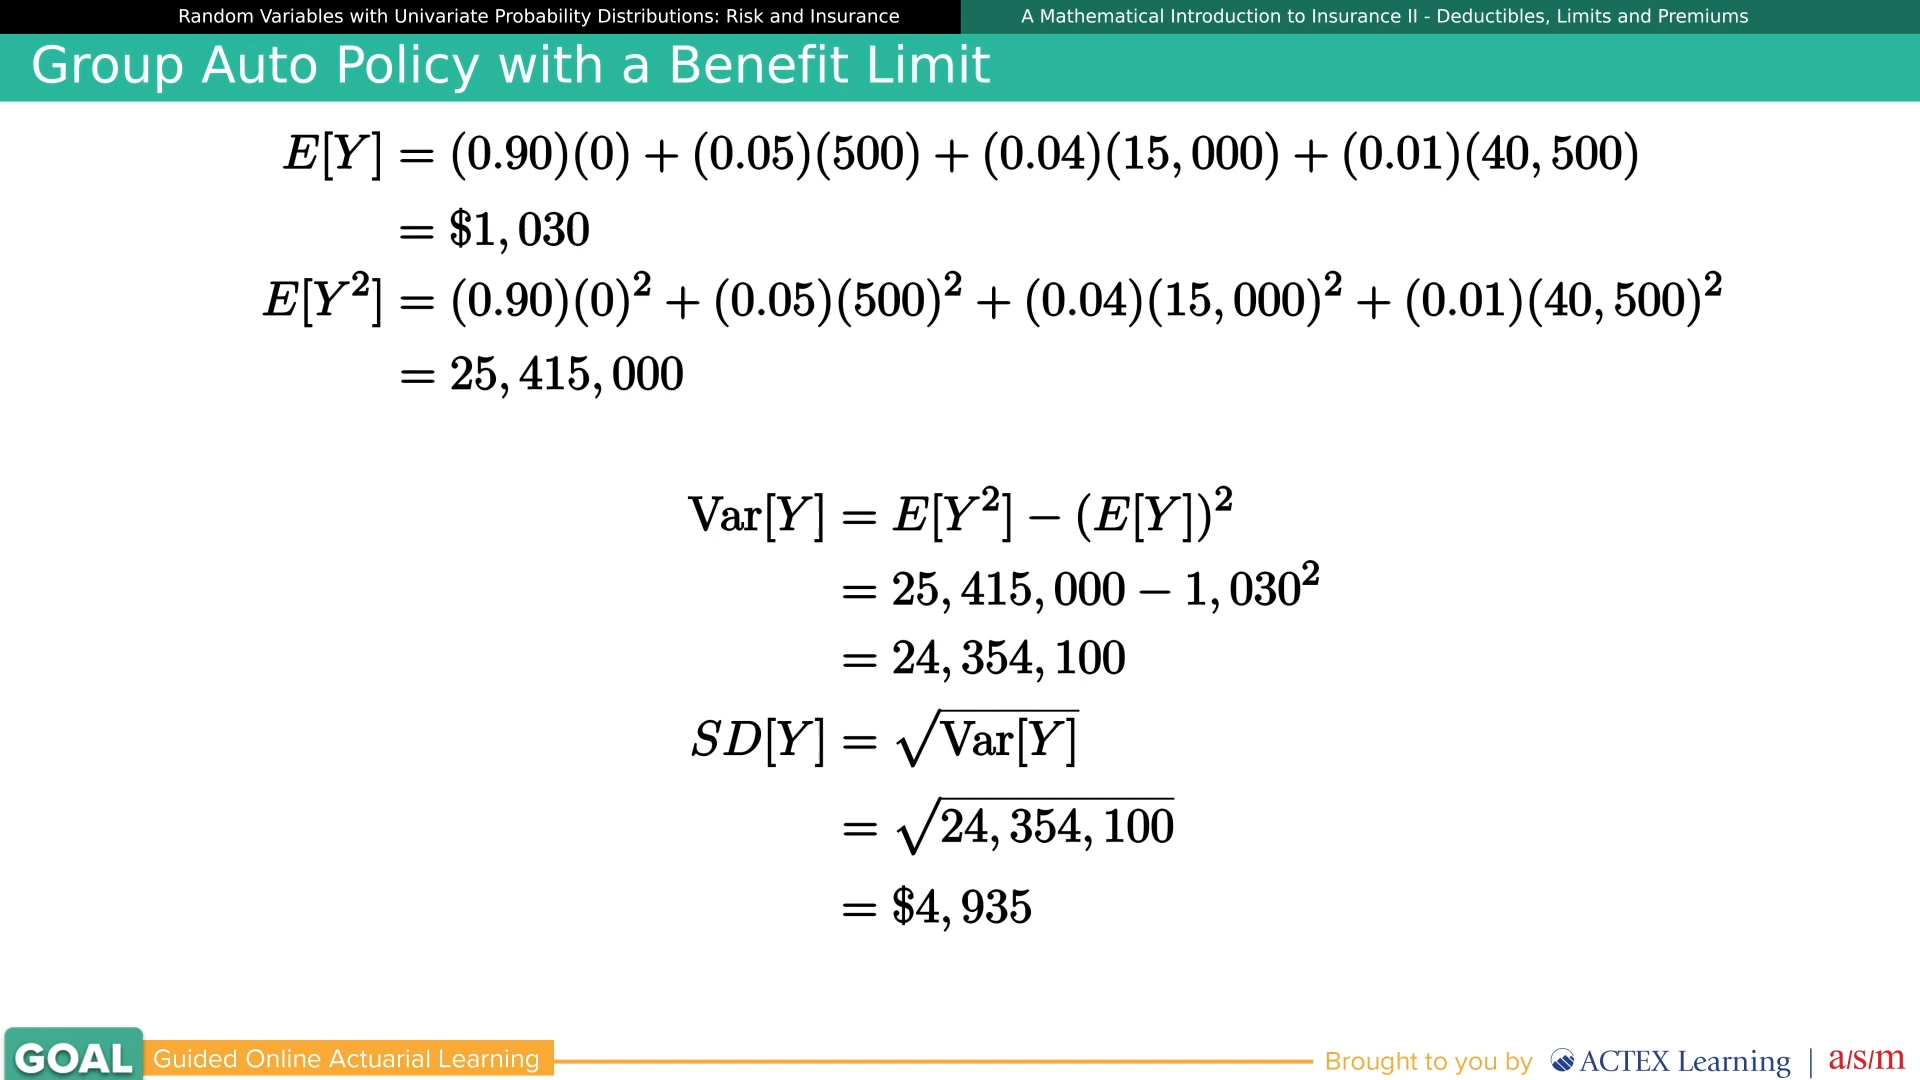 Random Variables with Univariate Probability Distributions: Risk and Insurance
A Mathematical Introduction to Insurance II - Deductibles, Limits and Premiums
Group Auto Policy with a Benefit Limit
E[Y] = (0.90)(0) + (0.05)(500) + (0.04)(15, 000) + (0.01)(40, 500)
= $1, 030
E[Y²] = (0.90)(0)² + (0.05)(500)² + (0.04)(15, 000)² + (0.01)(40, 500)²
= 25, 415, 000
Var[Y] = E[Y²] − (E[Y])²
= 25, 415, 000 − 1, 030²
= 24, 354, 100
SD[Y] = √Var[Y]
= √24, 354, 100
= $4, 935
GOAL Guided Online Actuarial Learning
Brought to you by ACTEX Learning | a/s/m